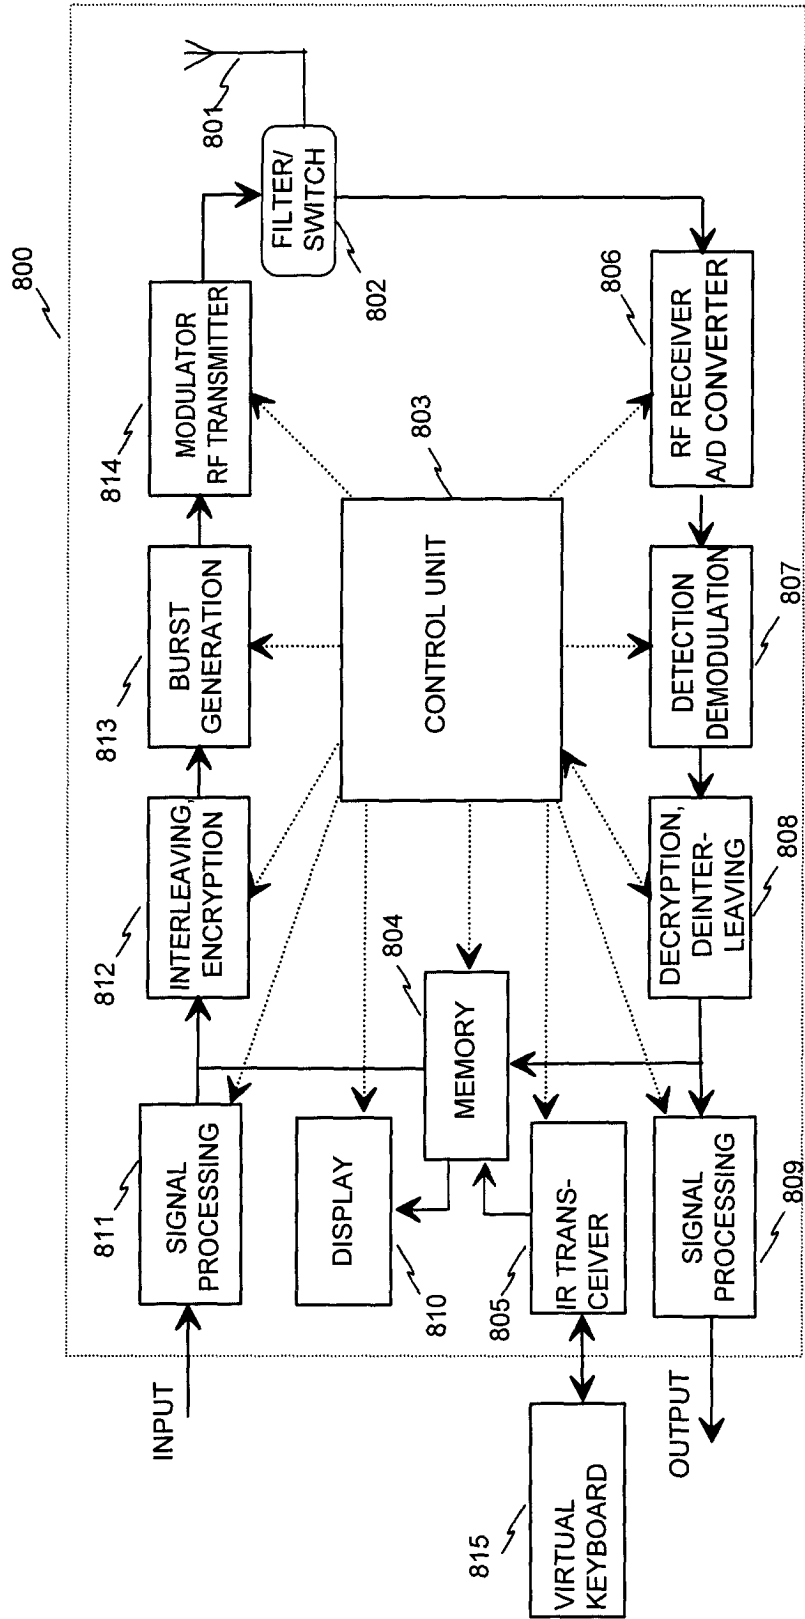 800
801
FILTER/
SWITCH
802
MODULATOR
RF TRANSMITTER
814
BURST
GENERATION
813
INTERLEAVING,
ENCRYPTION
812
SIGNAL
PROCESSING
811
INPUT
CONTROL UNIT
803
MEMORY
804
DISPLAY
810
IR TRANS-
CEIVER
805
VIRTUAL
KEYBOARD
815
RF RECEIVER
A/D CONVERTER
806
DETECTION
DEMODULATION
807
DECRYPTION,
DEINTER-
LEAVING
808
SIGNAL
PROCESSING
809
OUTPUT